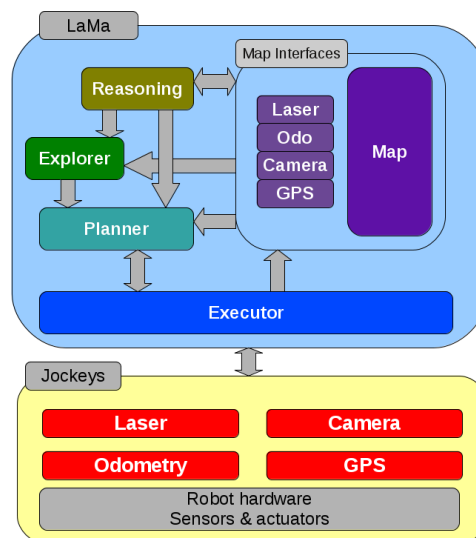 LaMa
Map Interfaces
Reasoning
Laser
Odo
Camera
GPS
Map
Explorer
Planner
Executor
Jockeys
Laser
Camera
Odometry
GPS
Robot hardware
Sensors & actuators